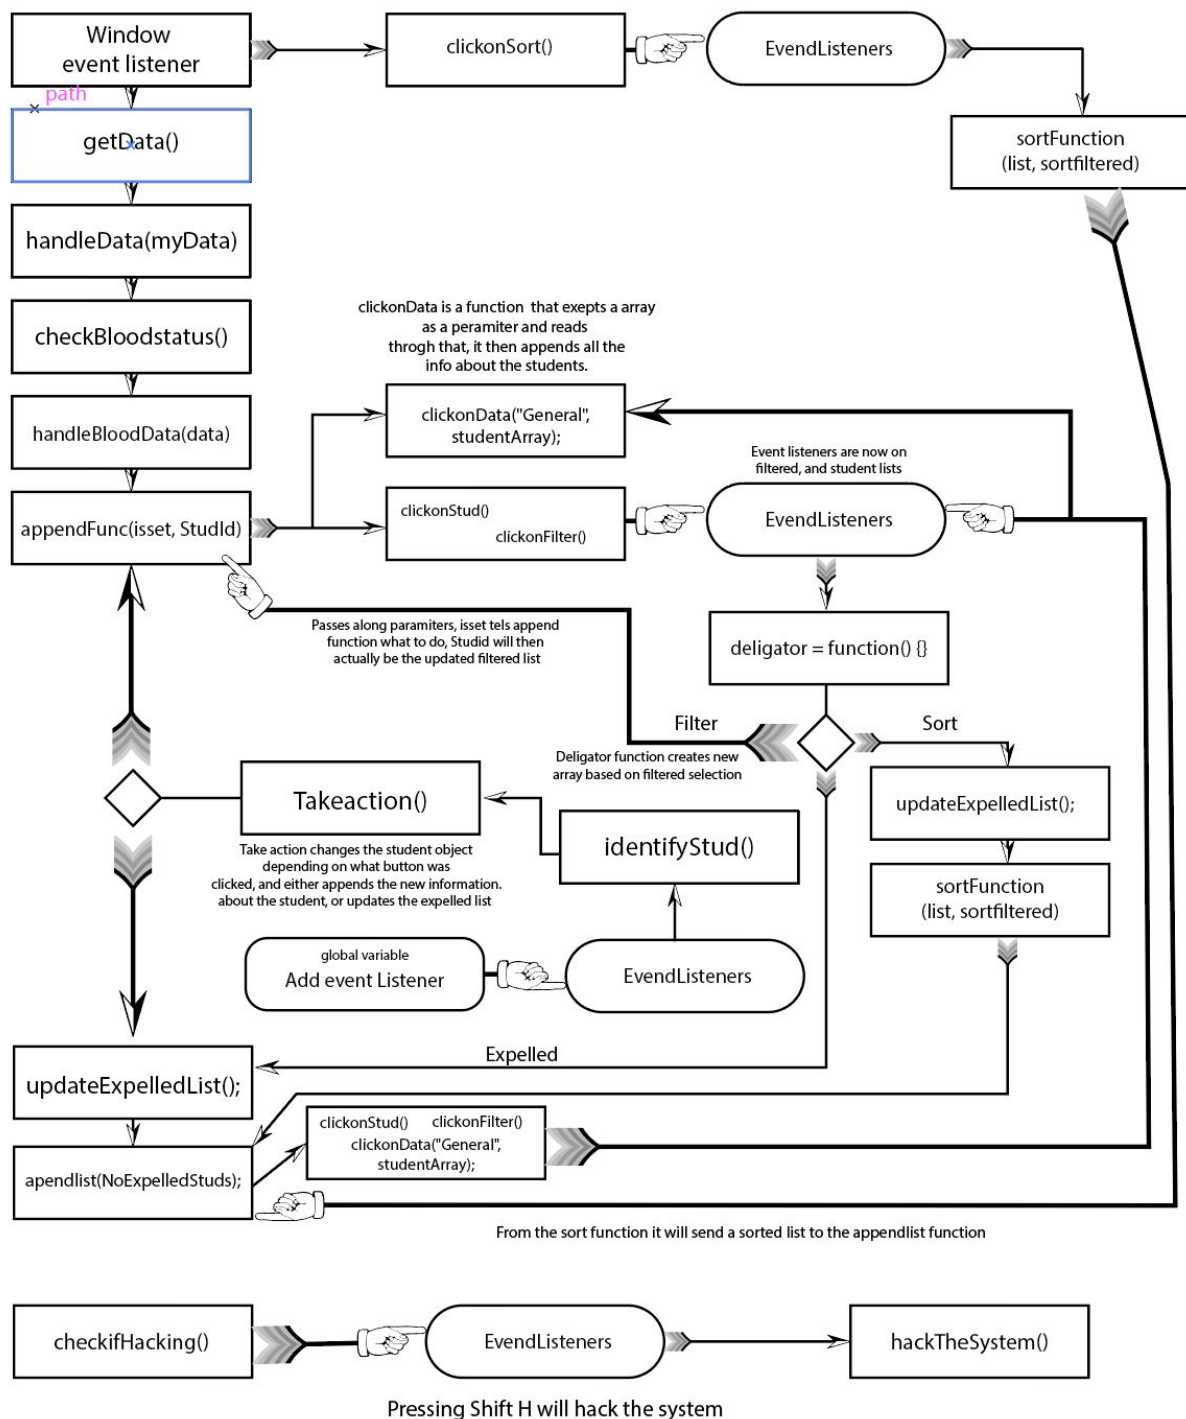 Window
event listener
clickonSort()
EvendListeners
path
getData()
sortFunction
(list, sortfiltered)
handleData(myData)
checkBloodstatus()
clickonData is a function that exepts a array
as a peramiter and reads
throgh that, it then appends all the
info about the students.
clickonData("General",
studentArray);
handleBloodData(data)
Event listeners are now on
filtered, and student lists
appendFunc(isset, StudId)
clickonStud()
clickonFilter()
EvendListeners
Passes along paramiters, isset tels append
function what to do, Studid will then
actually be the updated filtered list
deligator = function() {}
Filter
Sort
Deligator function creates new
array based on filtered selection
Takeaction()
updateExpelledList();
identifyStud()
Take action changes the student object
depending on what button was
clicked, and either appends the new information.
about the student, or updates the expelled list
sortFunction
(list, sortfiltered)
global variable
Add event Listener
EvendListeners
Expelled
updateExpelledList();
clickonStud() clickonFilter()
clickonData("General",
studentArray);
apendlist(NoExpelledStuds);
From the sort function it will send a sorted list to the appendlist function
checkifHacking()
EvendListeners
hackTheSystem()
Pressing Shift H will hack the system